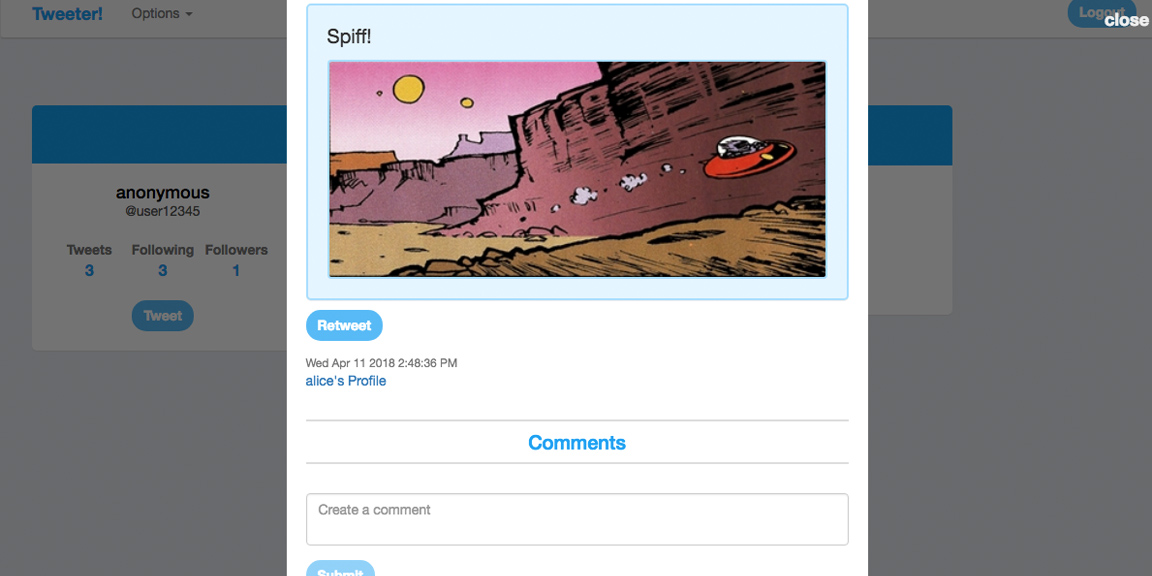 Tweeter!
Options
Logout
close
Spiff!
anonymous
@user12345
Tweets Following Followers
3 3 1
Tweet
Retweet
Wed Apr 11 2018 2:48:36 PM
alice's Profile
Comments
Create a comment
Submit